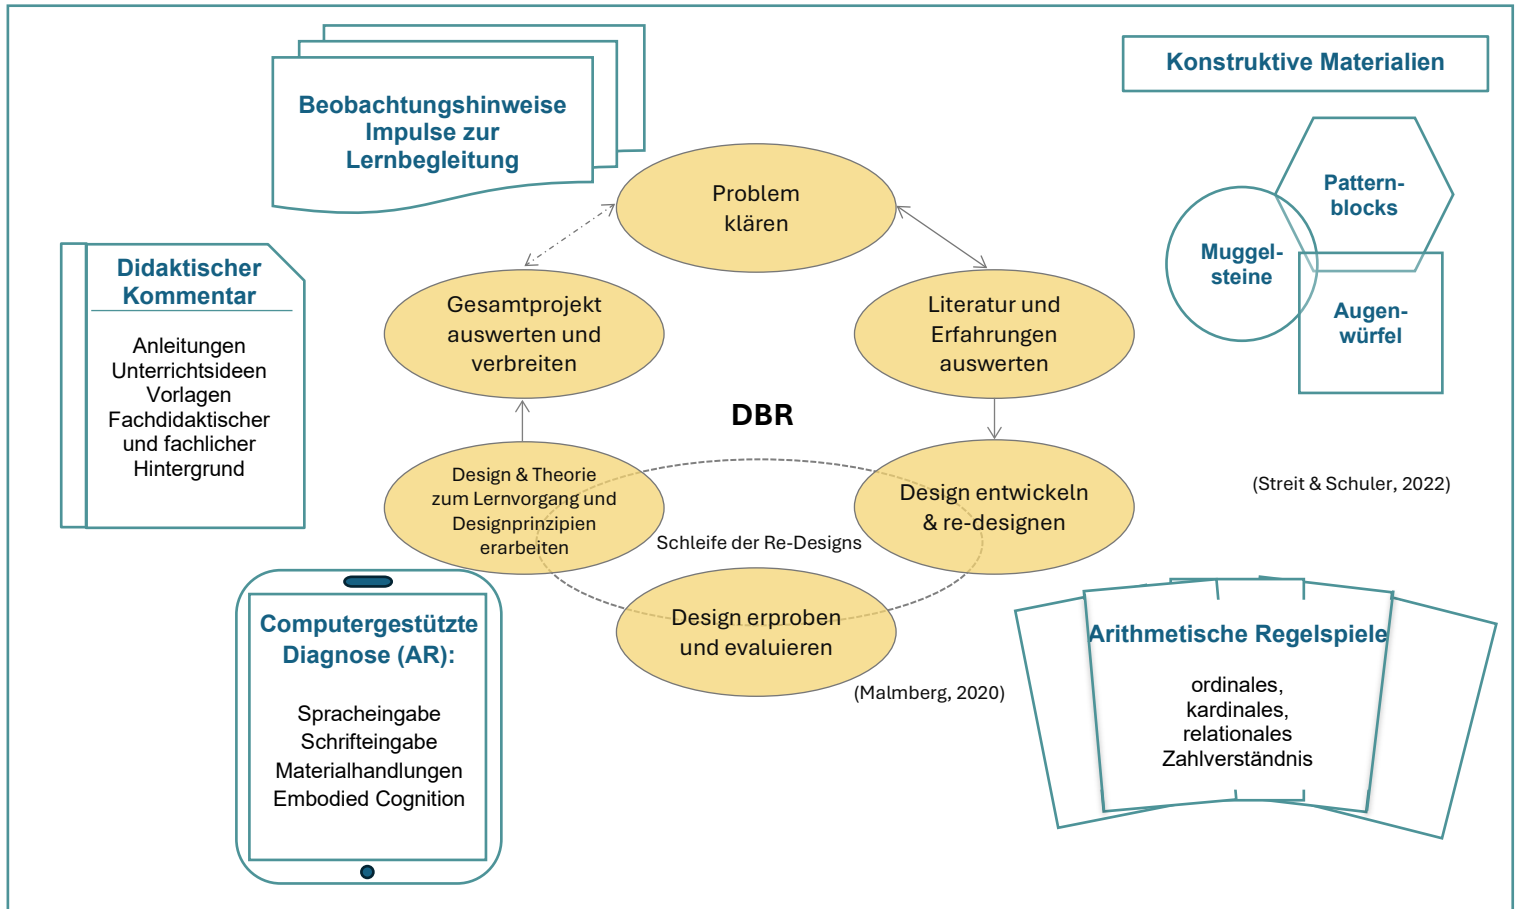 Beobachtungshinweise
Impulse zur
Lernbegleitung
Konstruktive Materialien
Pattern-
blocks
Muggel-
steine
Augen-
würfel
(Streit & Schuler, 2022)
Didaktischer
Kommentar
Anleitungen
Unterrichtsideen
Vorlagen
Fachdidaktischer
und fachlicher
Hintergrund
Problem
klären
Gesamtprojekt
auswerten und
verbreiten
Literatur und
Erfahrungen
auswerten
DBR
Design & Theorie
zum Lernvorgang und
Designprinzipien
erarbeiten
Design entwickeln
& re-designen
Schleife der Re-Designs
Design erproben
und evaluieren
(Malmberg, 2020)
Computergestützte
Diagnose (AR):
Spracheingabe
Schrifteingabe
Materialhandlungen
Embodied Cognition
Arithmetische Regelspiele
ordinales,
kardinales,
relationales
Zahlverständnis